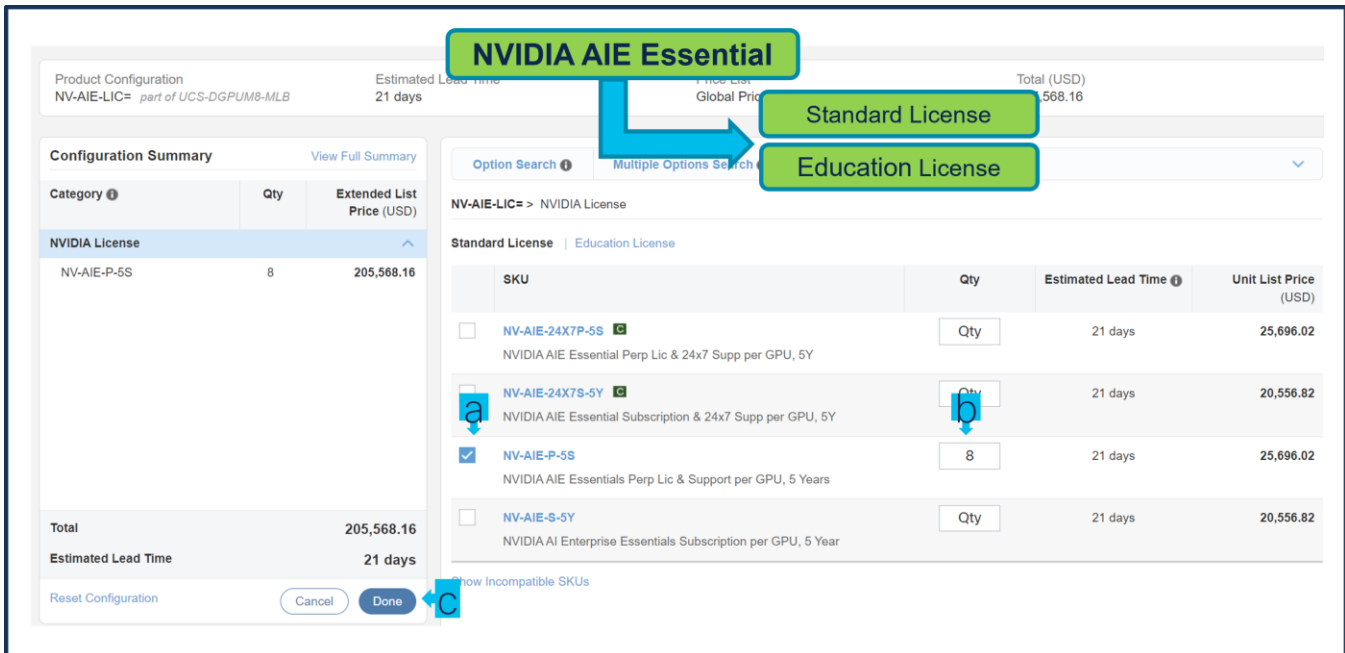 NVIDIA AIE Essential
Product Configuration
NV-AIE-LIC= part of UCS-DGPUM8-MLB
Estimated Lead Time
21 days
Price List
Global Pric
Total (USD)
,568.16
Standard License
Education License
Configuration Summary
View Full Summary
Category
Qty
Extended List
Price (USD)
NVIDIA License
NV-AIE-P-5S 8 205,568.16
Total 205,568.16
Estimated Lead Time 21 days
Reset Configuration
Cancel
Done
C
Option Search
Multiple Options Search
NV-AIE-LIC= > NVIDIA License
Standard License | Education License
SKU Qty Estimated Lead Time Unit List Price
(USD)
NV-AIE-24X7P-5S C Qty 21 days 25,696.02
NVIDIA AIE Essential Perp Lic & 24x7 Supp per GPU, 5Y
NV-AIE-24X7S-5Y C Qty 21 days 20,556.82
NVIDIA AIE Essential Subscription & 24x7 Supp per GPU, 5Y
a
b
NV-AIE-P-5S 8 21 days 25,696.02
NVIDIA AIE Essentials Perp Lic & Support per GPU, 5 Years
NV-AIE-S-5Y Qty 21 days 20,556.82
NVIDIA AI Enterprise Essentials Subscription per GPU, 5 Year
Show Incompatible SKUs